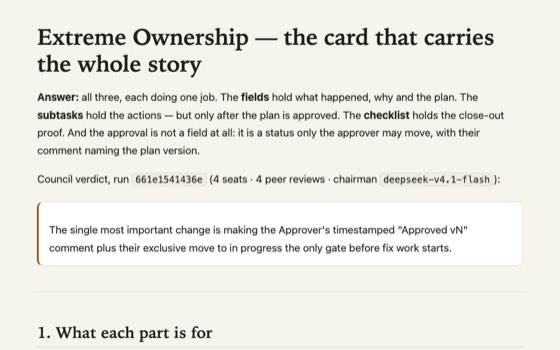 Extreme Ownership — the card that carries
the whole story
Answer: all three, each doing one job. The fields hold what happened, why and the plan. The
subtasks hold the actions — but only after the plan is approved. The checklist holds the close-out
proof. And the approval is not a field at all: it is a status only the approver may move, with their
comment naming the plan version.
Council verdict, run 661e1541436e (4 seats · 4 peer reviews · chairman deepseek-v4.1-flash ):
The single most important change is making the Approver's timestamped "Approved vN"
comment plus their exclusive move to in progress the only gate before fix work starts.
1. What each part is for